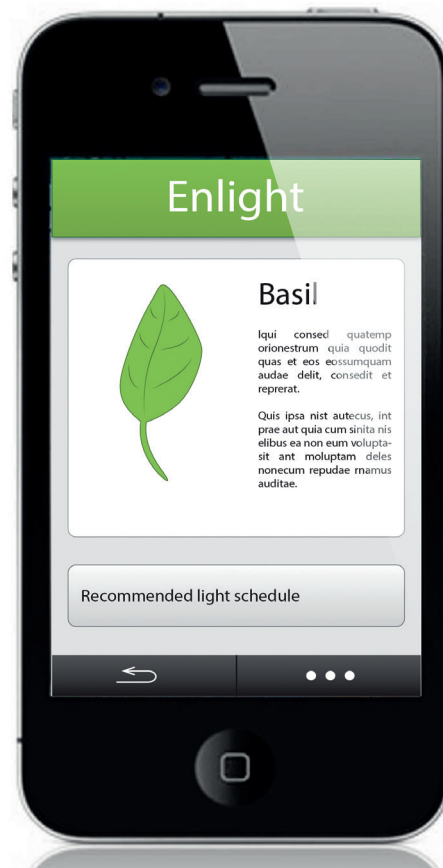 Enlight
Basil
Iqui consed quatemp
orionestrum quia quodit
quas et eos eossumquam
audae delit, consedit et
reprerat.
Quis ipsa nist autecus, int
prae aut quia cum sinita nis
elibus ea non eum volupta-
sit ant moluptam deles
nonecum repudae rnamus
auditae.
Recommended light schedule